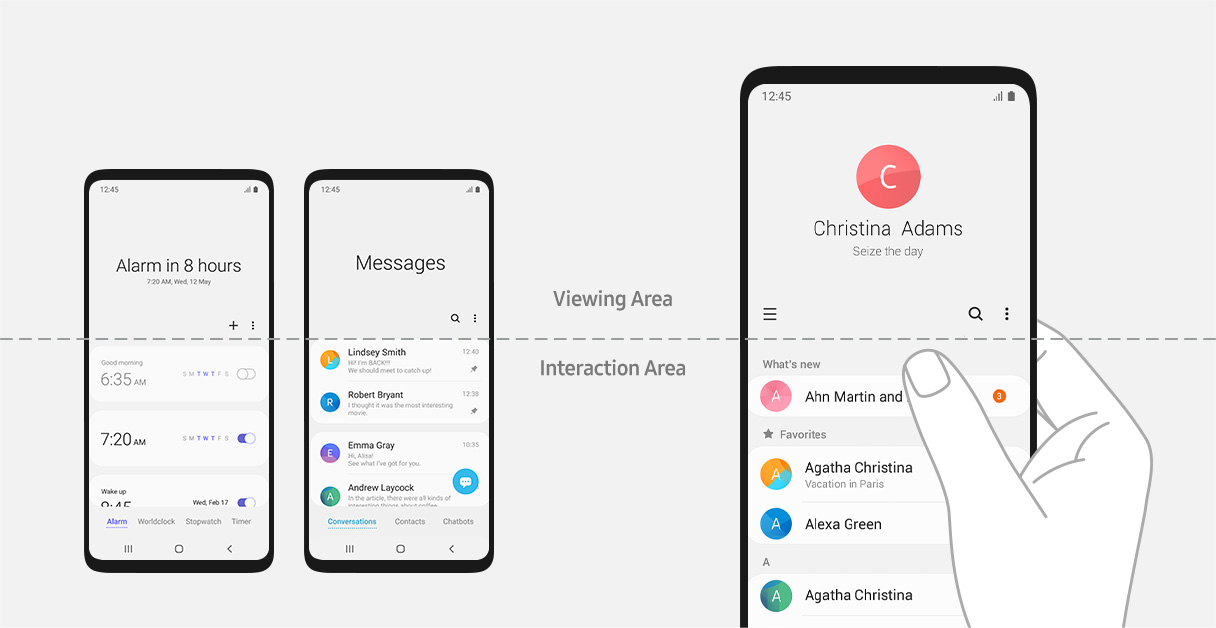 12:45
Alarm in 8 hours
7:20 AM, Wed, 12 May
Good morning
6:35 AM
S M T W T F S
7:20 AM
S M T W T F S
Wake up
8:45
Wed, Feb 17
Alarm Worldclock Stopwatch Timer
12:45
Messages
L Lindsey Smith 12:40
Hi! I'm BACK!!!
We should meet to catch up!
R Robert Bryant 12:38
I thought it was the most interesting
movie.
E Emma Gray 10:35
Hi, Alisa!
See what I've got for you.
A Andrew Laycock
In the article, there were all kinds of
interesting things about coffee
Conversations Contacts Chatbots
Viewing Area
Interaction Area
12:45
C
Christina Adams
Seize the day
What's new
A Ahn Martin and 3
Favorites
A Agatha Christina
Vacation in Paris
A Alexa Green
A
A Agatha Christina